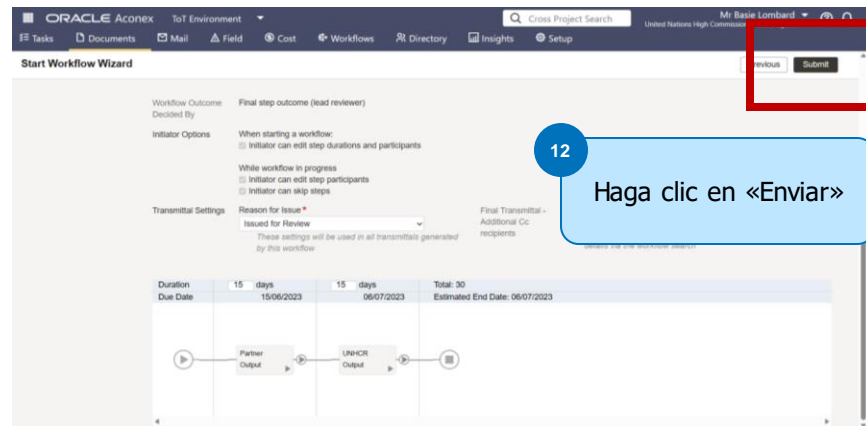 ORACLE Aconex ToT Environment Cross Project Search Mr Basie Lombard
United Nations High
Tasks Documents Mail Field Cost Workflows Directory Insights Setup
Start Workflow Wizard Previous Submit
Workflow Outcome Final step outcome (lead reviewer)
Decided By
Initiator Options When starting a workflow:
Initiator can edit step durations and participants
While workflow in progress
Initiator can edit step participants
Initiator can skip steps
12
Haga clic en «Enviar»
Transmittal Settings Reason for Issue * Final Transmittal -
Issued for Review Additional Cc
These settings will be used in all transmittals generated recipients
by this workflow
Duration 15 days 15 days Total: 30
Due Date 15/06/2023 06/07/2023 Estimated End Date: 06/07/2023
Partner UNHCR
Output Output